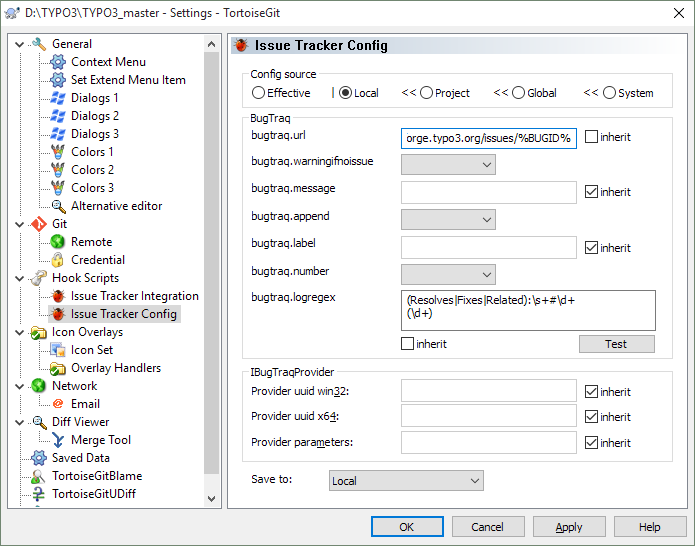 D:\TYPO3\TYPO3_master - Settings - TortoiseGit
General
Context Menu
Set Extend Menu Item
Dialogs 1
Dialogs 2
Dialogs 3
Colors 1
Colors 2
Colors 3
Alternative editor
Git
Remote
Credential
Hook Scripts
Issue Tracker Integration
Issue Tracker Config
Icon Overlays
Icon Set
Overlay Handlers
Network
Email
Diff Viewer
Merge Tool
Saved Data
TortoiseGitBlame
TortoiseGitUDiff
Issue Tracker Config
Config source
Effective | Local << Project << Global << System
BugTraq
bugtraq.url orge.typo3.org/issues/%BUGID% inherit
bugtraq.warningifnoissue
bugtraq.message inherit
bugtraq.append
bugtraq.label inherit
bugtraq.number
bugtraq.logregex (Resolves|Fixes|Related):\s+#\d+
(\d+)
inherit Test
IBugTraqProvider
Provider uuid win32: inherit
Provider uuid x64: inherit
Provider parameters: inherit
Save to: Local
OK Cancel Apply Help